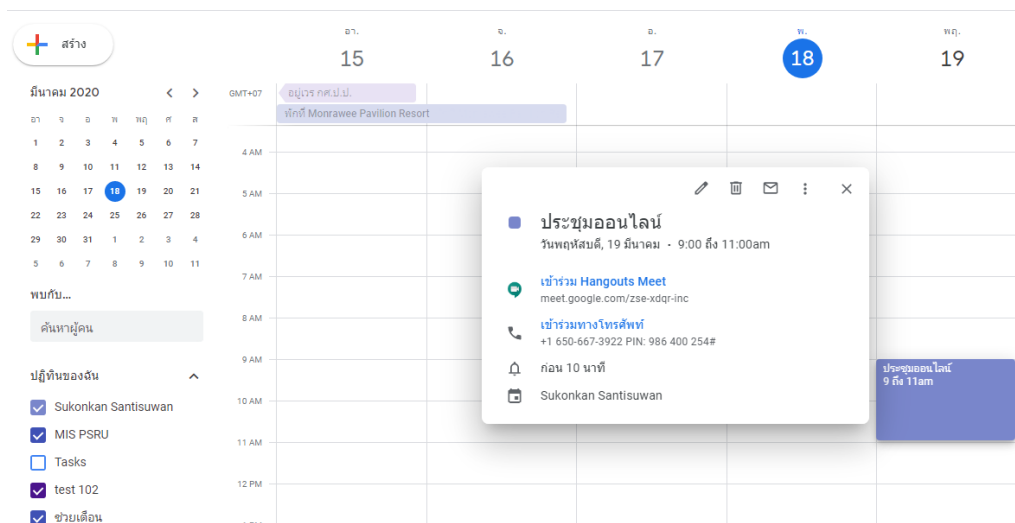 สร้าง
มีนาคม 2020
อา จ อ พ พฤ ศ ส
1 2 3 4 5 6 7
8 9 10 11 12 13 14
15 16 17 18 19 20 21
22 23 24 25 26 27 28
29 30 31 1 2 3 4
5 6 7 8 9 10 11
พบกับ...
ค้นหาผู้คน
ปฏิทินของฉัน
Sukonkan Santisuwan
MIS PSRU
Tasks
test 102
ช่วยเตือน
อา. จ. อ. พ. พฤ.
15 16 17 18 19
GMT+07
อยู่เวร กศ.ป.ป.
พักที่ Monrawee Pavilion Resort
4 AM
5 AM
6 AM
7 AM
8 AM
9 AM
10 AM
11 AM
12 PM
ประชุมออนไลน์
วันพฤหัสบดี, 19 มีนาคม · 9:00 ถึง 11:00am
เข้าร่วม Hangouts Meet
meet.google.com/zse-xdqr-inc
เข้าร่วมทางโทรศัพท์
+1 650-667-3922 PIN: 986 400 254#
ก่อน 10 นาที
Sukonkan Santisuwan
ประชุมออนไลน์
9 ถึง 11am